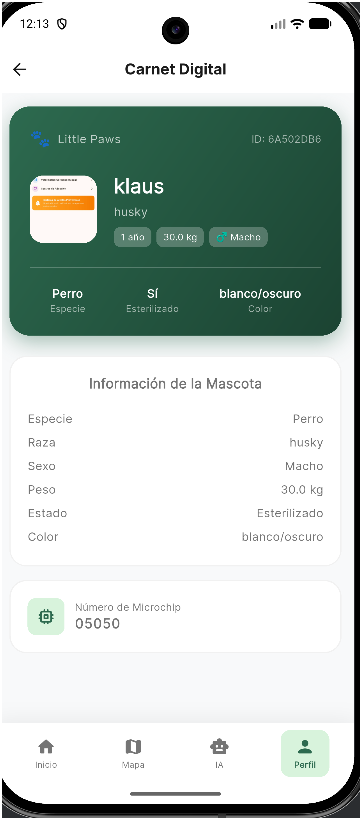 12:13
Carnet Digital
Little Paws
ID: 6A502DB6
klaus
husky
1 año
30.0 kg
Macho
Perro
Sí
blanco/oscuro
Especie
Esterilizado
Color
Información de la Mascota
Especie Perro
Raza husky
Sexo Macho
Peso 30.0 kg
Estado Esterilizado
Color blanco/oscuro
Número de Microchip
05050
Inicio
Mapa
IA
Perfil